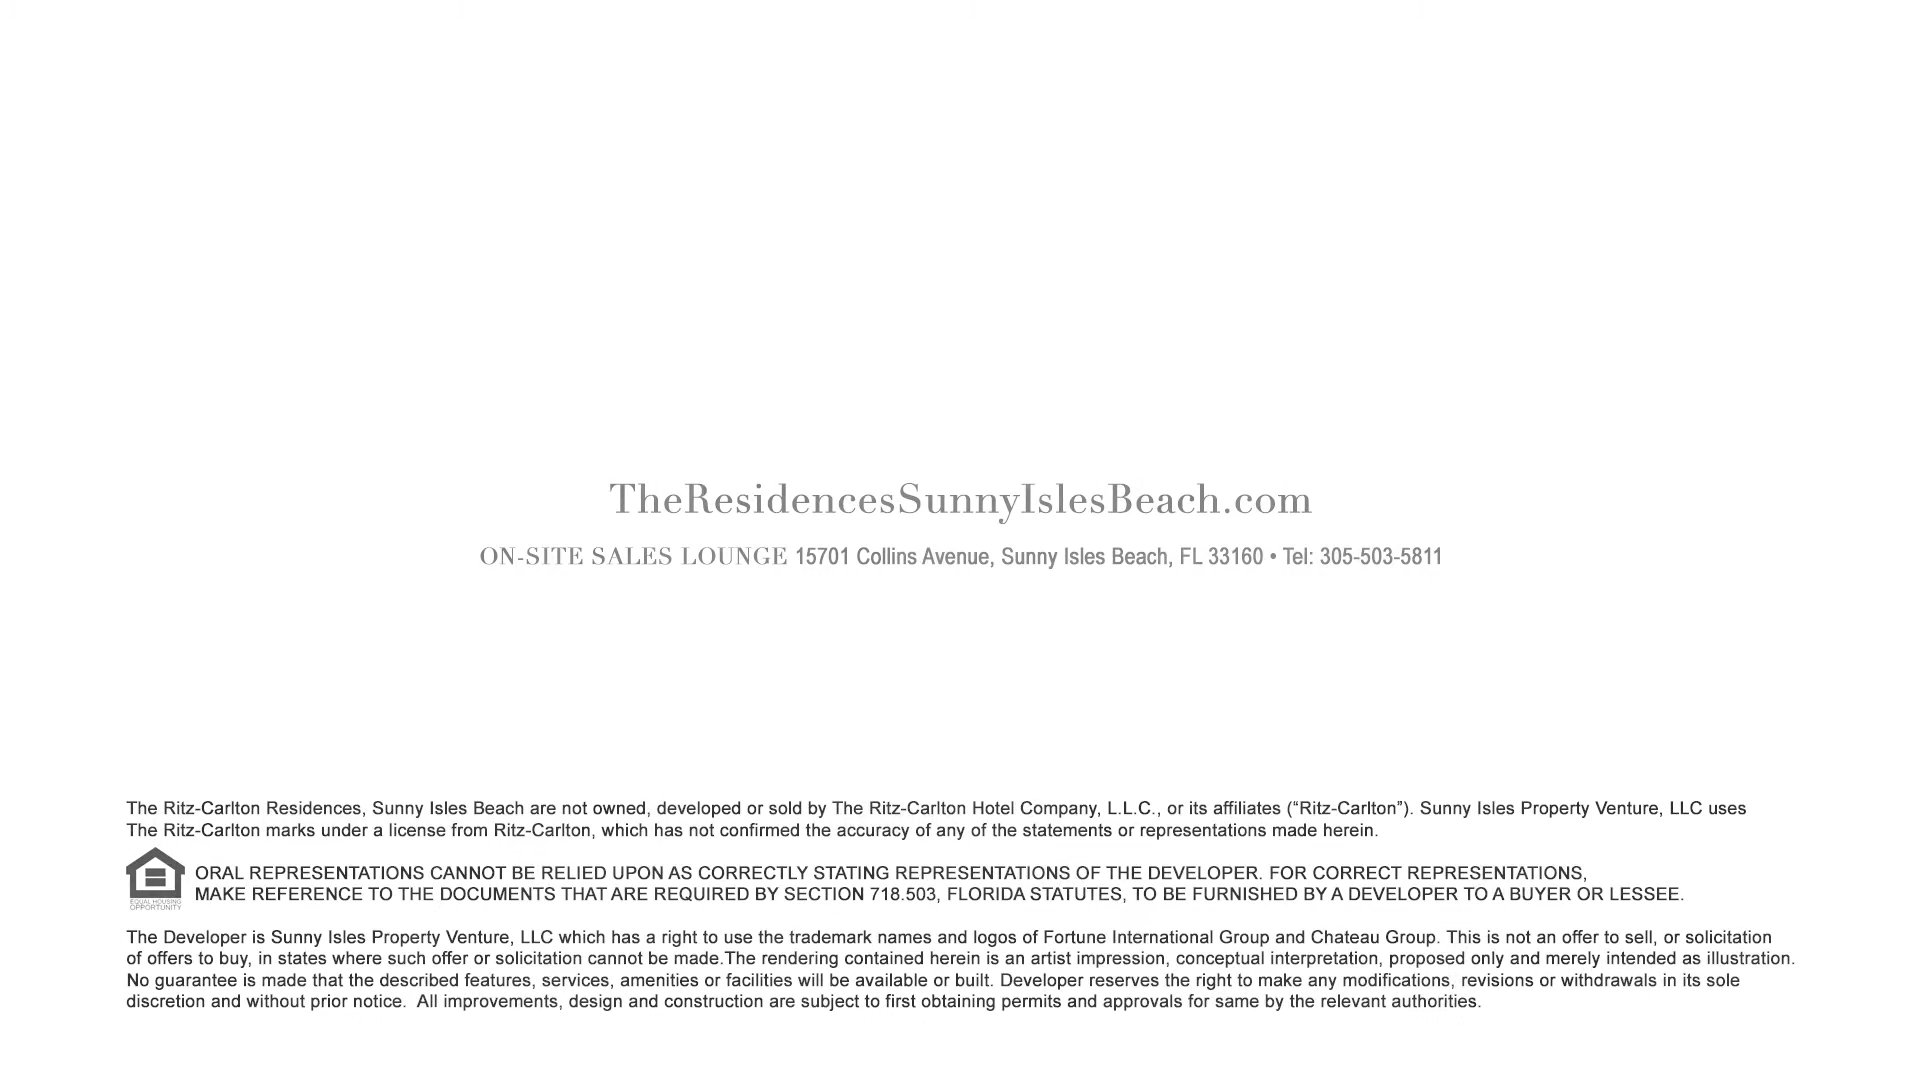 TheResidencesSunnyIslesBeach.com
ON-SITE SALES LOUNGE 15701 Collins Avenue, Sunny Isles Beach, FL 33160 • Tel: 305-503-5811
The Ritz-Carlton Residences, Sunny Isles Beach are not owned, developed or sold by The Ritz-Carlton Hotel Company, L.L.C., or its affiliates (“Ritz-Carlton”). Sunny Isles Property Venture, LLC uses
The Ritz-Carlton marks under a license from Ritz-Carlton, which has not confirmed the accuracy of any of the statements or representations made herein.
EQUAL HOUSING
OPPORTUNITY
ORAL REPRESENTATIONS CANNOT BE RELIED UPON AS CORRECTLY STATING REPRESENTATIONS OF THE DEVELOPER. FOR CORRECT REPRESENTATIONS,
MAKE REFERENCE TO THE DOCUMENTS THAT ARE REQUIRED BY SECTION 718.503, FLORIDA STATUTES, TO BE FURNISHED BY A DEVELOPER TO A BUYER OR LESSEE.
The Developer is Sunny Isles Property Venture, LLC which has a right to use the trademark names and logos of Fortune International Group and Chateau Group. This is not an offer to sell, or solicitation
of offers to buy, in states where such offer or solicitation cannot be made.The rendering contained herein is an artist impression, conceptual interpretation, proposed only and merely intended as illustration.
No guarantee is made that the described features, services, amenities or facilities will be available or built. Developer reserves the right to make any modifications, revisions or withdrawals in its sole
discretion and without prior notice.  All improvements, design and construction are subject to first obtaining permits and approvals for same by the relevant authorities.